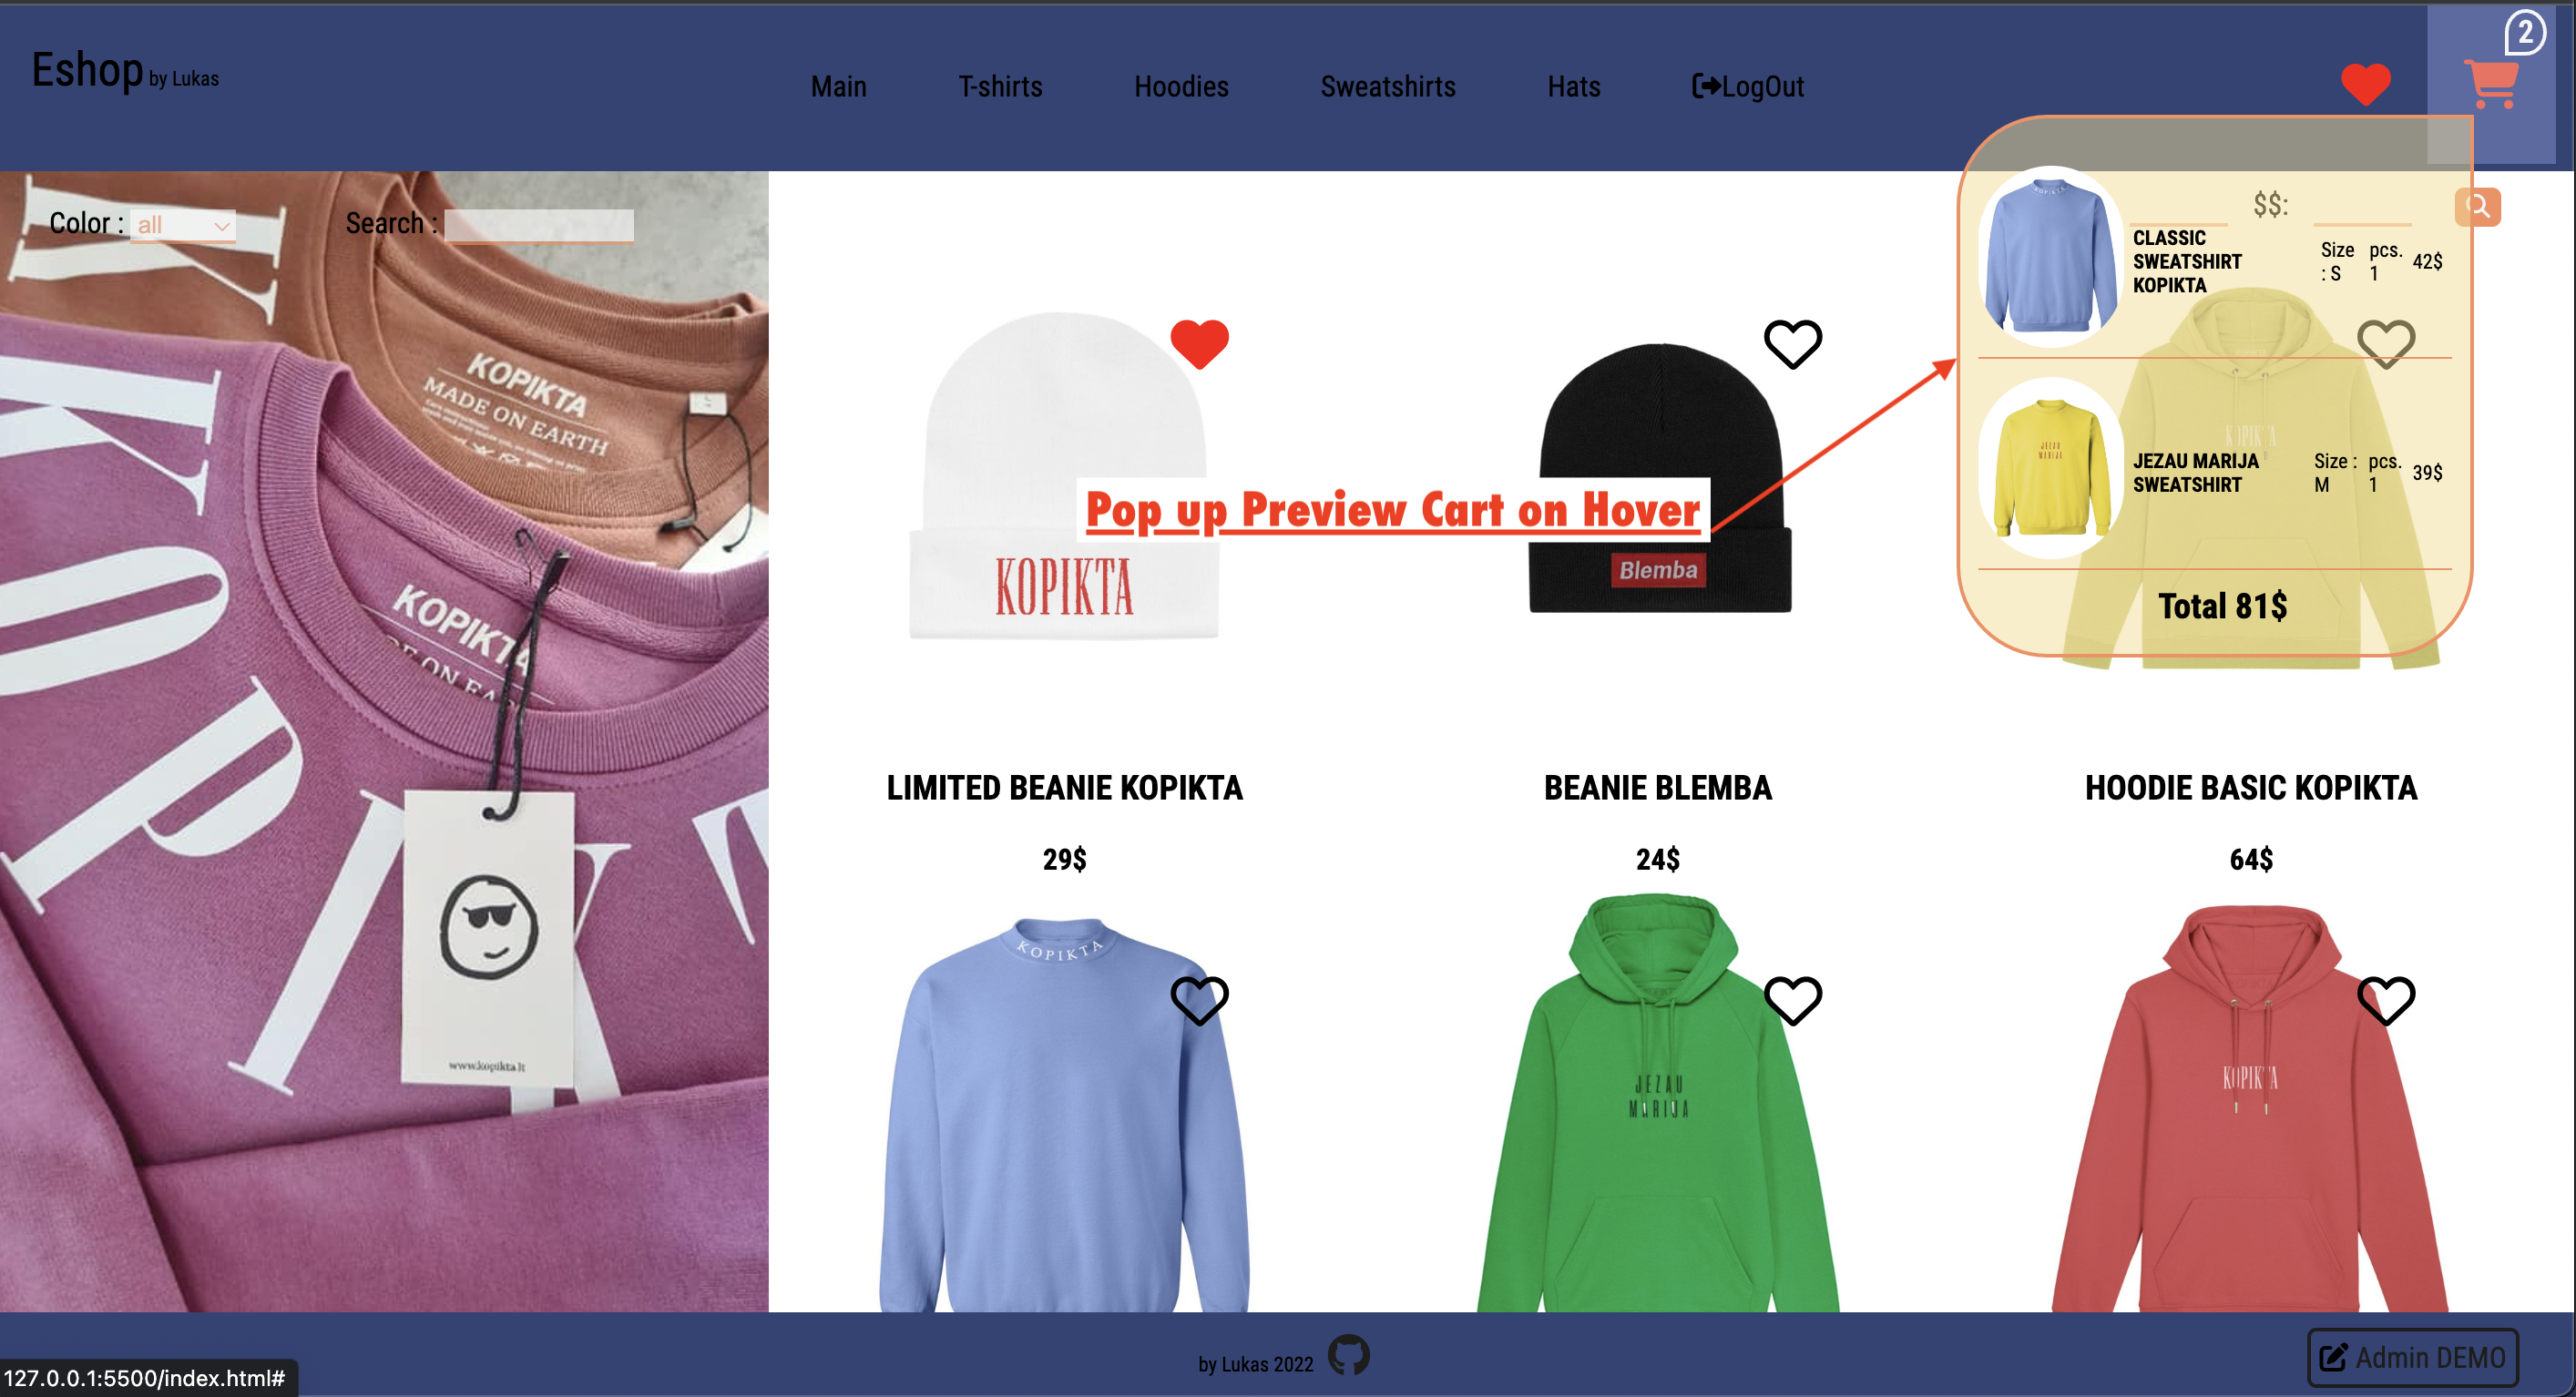 2
Eshop by Lukas
Main T-shirts Hoodies Sweatshirts Hats LogOut
Color : all Search :
$$:
CLASSIC
SWEATSHIRT
KOPIKTA
Size
: S
pcs.
1
42$
JEZAU
MARIJA
JEZAU MARIJA
SWEATSHIRT
Size :
M
pcs.
1
39$
Total 81$
KOPIKTA
MADE ON EARTH
KOPIKTA
www.kopikta.lt
Pop up Preview Cart on Hover
KOPIKTA
Blemba
KOPIKTA
LIMITED BEANIE KOPIKTA
29$
BEANIE BLEMBA
24$
HOODIE BASIC KOPIKTA
64$
KOPIKTA
JEZAU
MARIJA
KOPIKTA
by Lukas 2022
Admin DEMO
127.0.0.1:5500/index.html#